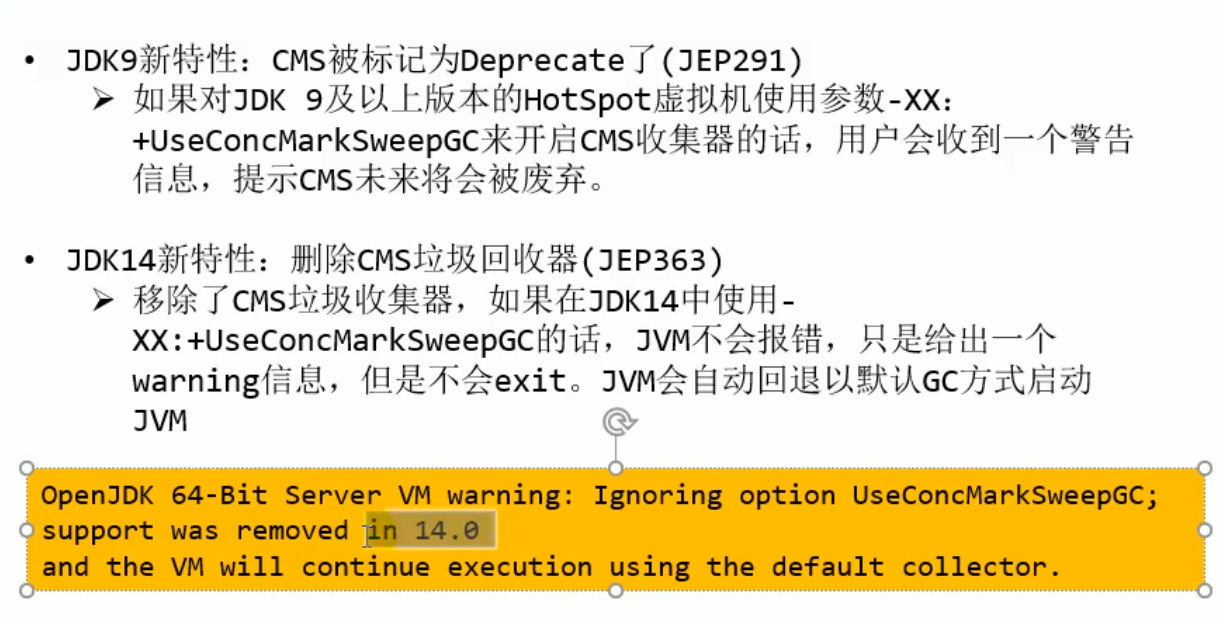 • JDK9新特性：CMS被标记为Deprecate了(JEP291)
➢ 如果对JDK 9及以上版本的HotSpot虚拟机使用参数-XX：
+UseConcMarkSweepGC来开启CMS收集器的话，用户会收到一个警告
信息，提示CMS未来将会被废弃。
• JDK14新特性：删除CMS垃圾回收器(JEP363)
➢ 移除了CMS垃圾收集器，如果在JDK14中使用-
XX:+UseConcMarkSweepGC的话，JVM不会报错，只是给出一个
warning信息，但是不会exit。JVM会自动回退以默认GC方式启动
JVM
OpenJDK 64-Bit Server VM warning: Ignoring option UseConcMarkSweepGC;
support was removed in 14.0
and the VM will continue execution using the default collector.